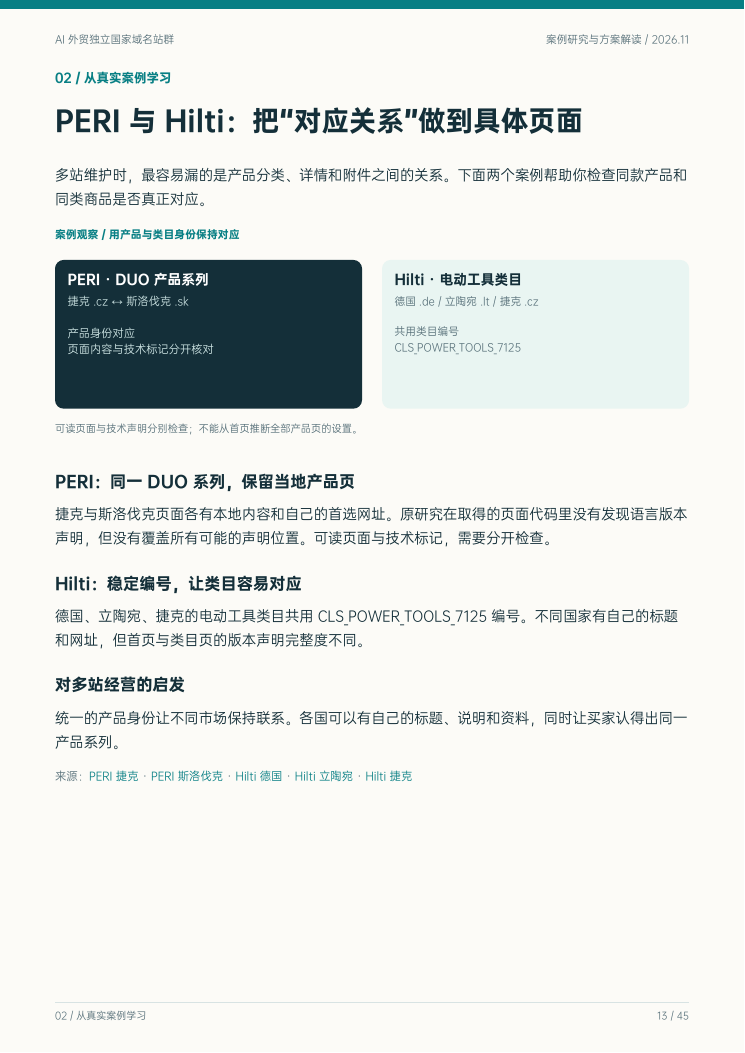 AI 外贸独立国家域名站群
案例研究与方案解读 / 2026.11
02 / 从真实案例学习
PERI 与 Hilti：把“对应关系”做到具体页面
多站维护时，最容易漏的是产品分类、详情和附件之间的关系。下面两个案例帮助你检查同款产品和
同类商品是否真正对应。
案例观察 / 用产品与类目身份保持对应
PERI · DUO 产品系列
捷克 .cz ↔ 斯洛伐克 .sk
产品身份对应
页面内容与技术标记分开核对
Hilti · 电动工具类目
德国 .de / 立陶宛 .lt / 捷克 .cz
共用类目编号
CLS_POWER_TOOLS_7125
可读页面与技术声明分别检查；不能从首页推断全部产品页的设置。
PERI：同一 DUO 系列，保留当地产品页
捷克与斯洛伐克页面各有本地内容和自己的首选网址。原研究在取得的页面代码里没有发现语言版本
声明，但没有覆盖所有可能的声明位置。可读页面与技术标记，需要分开检查。
Hilti：稳定编号，让类目容易对应
德国、立陶宛、捷克的电动工具类目共用 CLS_POWER_TOOLS_7125 编号。不同国家有自己的标题
和网址，但首页与类目页的版本声明完整度不同。
对多站经营的启发
统一的产品身份让不同市场保持联系。各国可以有自己的标题、说明和资料，同时让买家认得出同一
产品系列。
来源：PERI 捷克 · PERI 斯洛伐克 · Hilti 德国 · Hilti 立陶宛 · Hilti 捷克
02 / 从真实案例学习
13 / 45